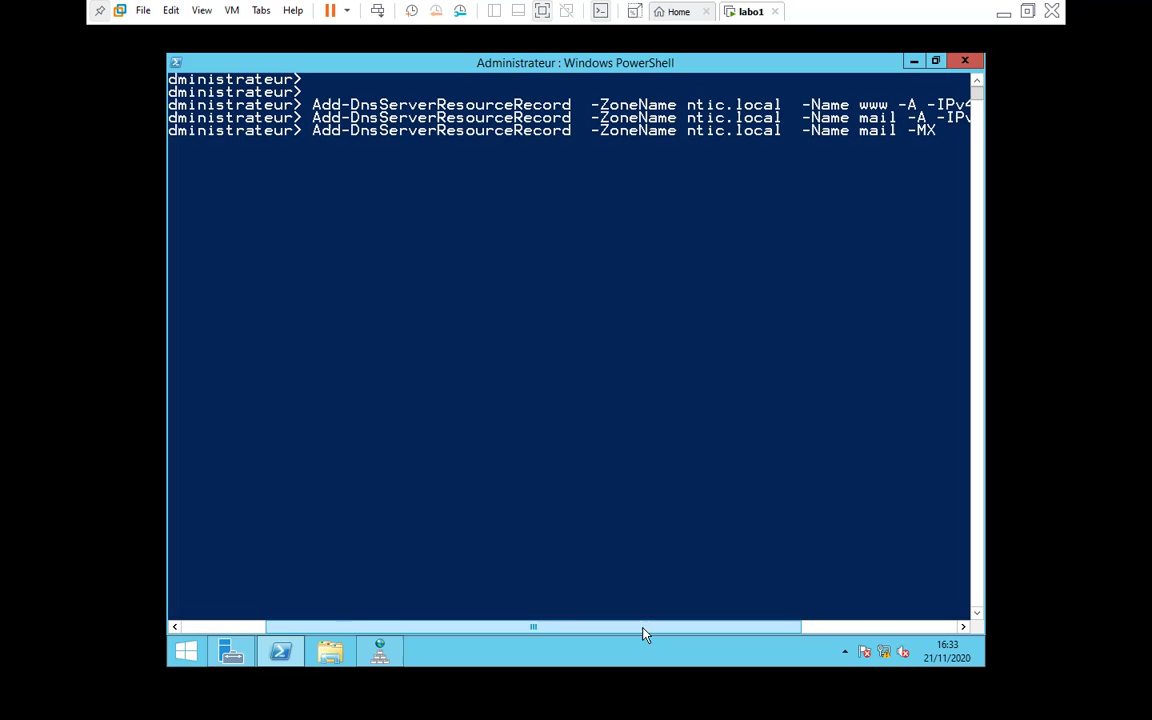 File Edit View VM Tabs Help Home labo1
Administrateur : Windows PowerShell
dministrateur>
dministrateur>
dministrateur> Add-DnsServerResourceRecord -ZoneName ntic.local -Name www -A -IPv4
dministrateur> Add-DnsServerResourceRecord -ZoneName ntic.local -Name mail -A -IPv
dministrateur> Add-DnsServerResourceRecord -ZoneName ntic.local -Name mail -MX
16:33
21/11/2020